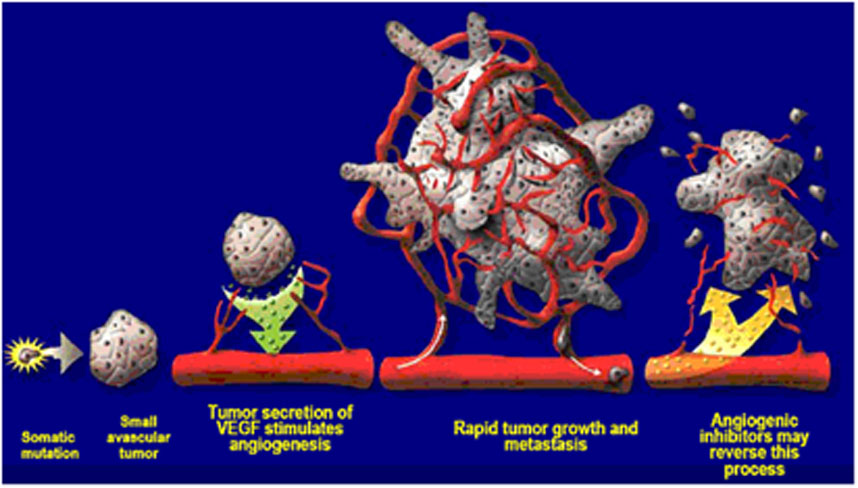 Somatic
mutation
Small
avascular
tumor
Tumor secretion of
VEGF stimulates
angiogenesis
Rapid tumor growth and
metastasis
Angiogenic
inhibitors may
reverse this
process